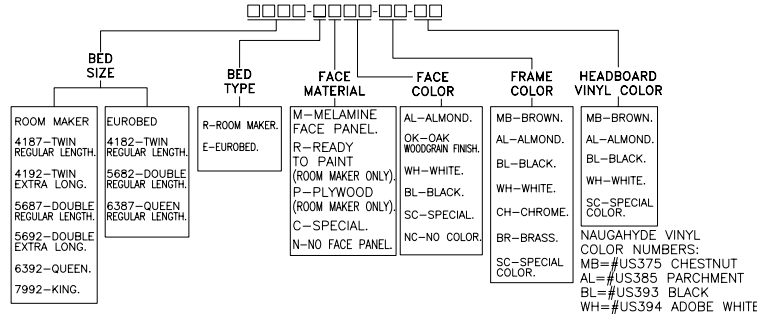 BED
SIZE
ROOM MAKER
4187-TWIN
REGULAR LENGTH.
4192-TWIN
EXTRA LONG.
5687-DOUBLE
REGULAR LENGTH.
5692-DOUBLE
EXTRA LONG.
6392-QUEEN.
7992-KING.
EUROBED
4182-TWIN
REGULAR LENGTH.
5682-DOUBLE
REGULAR LENGTH.
6387-QUEEN
REGULAR LENGTH.
BED
TYPE
R-ROOM MAKER.
E-EUROBED.
FACE
MATERIAL
M-MELAMINE
FACE PANEL.
R-READY
TO PAINT
(ROOM MAKER ONLY).
P-PLYWOOD
(ROOM MAKER ONLY).
C-SPECIAL.
N-NO FACE PANEL.
FACE
COLOR
AL-ALMOND.
OK-OAK
WOODGRAIN FINISH.
WH-WHITE.
BL-BLACK.
SC-SPECIAL.
NC-NO COLOR.
FRAME
COLOR
MB-BROWN.
AL-ALMOND.
BL-BLACK.
WH-WHITE.
CH-CHROME.
BR-BRASS.
SC-SPECIAL
COLOR.
HEADBOARD
VINYL COLOR
MB-BROWN.
AL-ALMOND.
BL-BLACK.
WH-WHITE.
SC-SPECIAL
COLOR.
NAUGAHYDE VINYL
COLOR NUMBERS:
MB=#US375 CHESTNUT
AL=#US385 PARCHMENT
BL=#US393 BLACK
WH=#US394 ADOBE WHITE